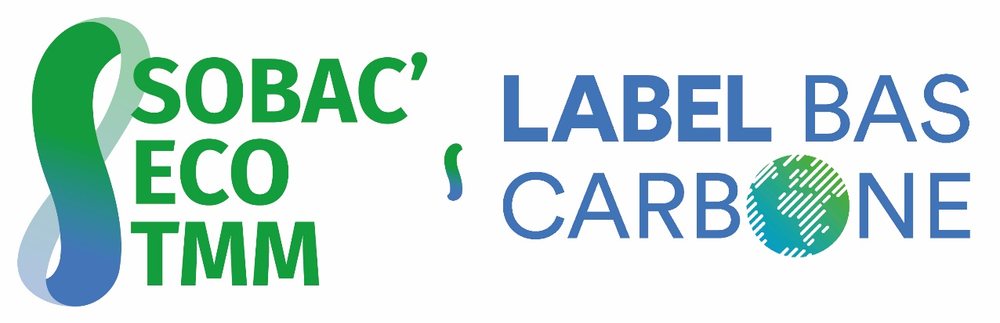 SOBAC’
ECO
TMM
LABEL BAS
CARBONE